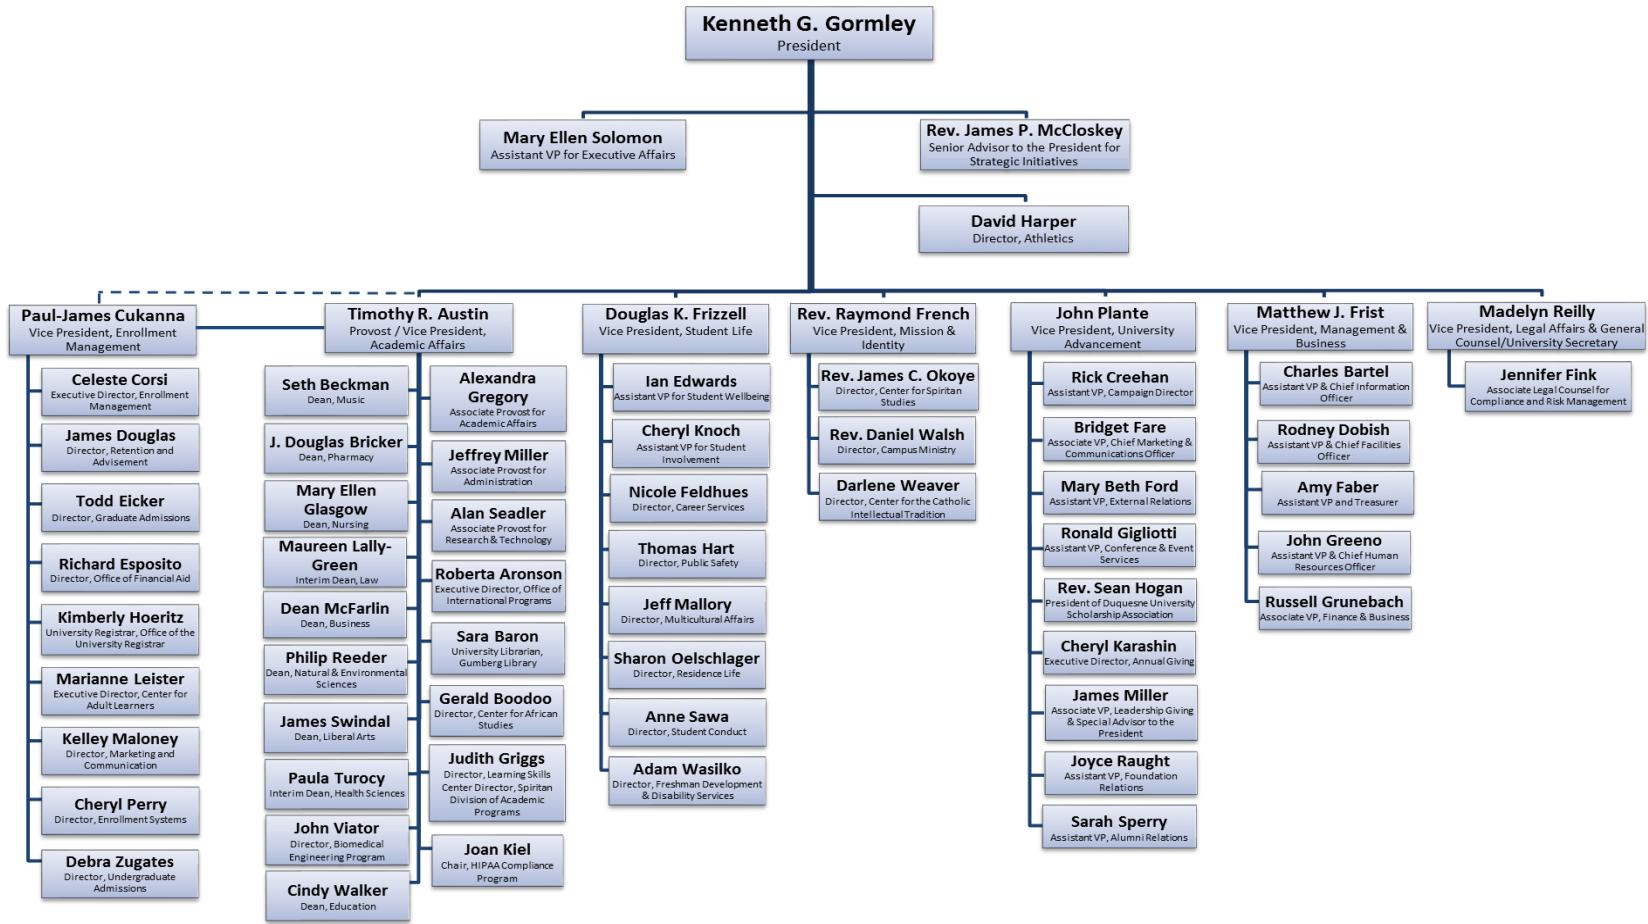 Kenneth G. Gormley
President
Mary Ellen Solomon
Assistant VP for Executive Affairs
Rev. James P. McCloskey
Senior Advisor to the President for
Strategic Initiatives
David Harper
Director, Athletics
Paul-James Cukanna
Vice President, Enrollment
Management
Celeste Corsi
Executive Director, Enrollment
Management
James Douglas
Director, Retention and
Advisement
Todd Eicker
Director, Graduate Admissions
Richard Esposito
Director, Office of Financial Aid
Kimberly Hoeritz
University Registrar, Office of the
University Registrar
Marianne Leister
Executive Director, Center for
Adult Learners
Kelley Maloney
Director, Marketing and
Communication
Cheryl Perry
Director, Enrollment Systems
Debra Zugates
Director, Undergraduate
Admissions
Timothy R. Austin
Provost / Vice President,
Academic Affairs
Seth Beckman
Dean, Music
J. Douglas Bricker
Dean, Pharmacy
Mary Ellen
Glasgow
Dean, Nursing
Maureen Lally-
Green
Interim Dean, Law
Dean McFarlin
Dean, Business
Philip Reeder
Dean, Natural & Environmental
Sciences
James Swindal
Dean, Liberal Arts
Paula Turocy
Interim Dean, Health Sciences
John Viator
Director, Biomedical
Engineering Program
Cindy Walker
Dean, Education
Alexandra
Gregory
Associate Provost for
Academic Affairs
Jeffrey Miller
Associate Provost for
Administration
Alan Seadler
Associate Provost for
Research & Technology
Roberta Aronson
Executive Director, Office of
International Programs
Sara Baron
University Librarian,
Gumberg Library
Gerald Boodoo
Director, Center for African
Studies
Judith Griggs
Director, Learning Skills
Center Director, Spiritan
Division of Academic
Programs
Joan Kiel
Chair, HIPAA Compliance
Program
Douglas K. Frizzell
Vice President, Student Life
Ian Edwards
Assistant VP for Student Wellbeing
Cheryl Knoch
Assistant VP for Student
Involvement
Nicole Feldhues
Director, Career Services
Thomas Hart
Director, Public Safety
Jeff Mallory
Director, Multicultural Affairs
Sharon Oelschlager
Director, Residence Life
Anne Sawa
Director, Student Conduct
Adam Wasilko
Director, Freshman Development
& Disability Services
Rev. Raymond French
Vice President, Mission &
Identity
Rev. James C. Okoye
Director, Center for Spiritan
Studies
Rev. Daniel Walsh
Director, Campus Ministry
Darlene Weaver
Director, Center for the Catholic
Intellectual Tradition
John Plante
Vice President, University
Advancement
Rick Creehan
Assistant VP, Campaign Director
Bridget Fare
Associate VP, Chief Marketing &
Communications Officer
Mary Beth Ford
Assistant VP, External Relations
Ronald Gigliotti
Assistant VP, Conference & Event
Services
Rev. Sean Hogan
President of Duquesne University
Scholarship Association
Cheryl Karashin
Executive Director, Annual Giving
James Miller
Associate VP, Leadership Giving
& Special Advisor to the
President
Joyce Raught
Assistant VP, Foundation
Relations
Sarah Sperry
Assistant VP, Alumni Relations
Matthew J. Frist
Vice President, Management &
Business
Charles Bartel
Assistant VP & Chief Information
Officer
Rodney Dobish
Assistant VP & Chief Facilities
Officer
Amy Faber
Assistant VP and Treasurer
John Greeno
Assistant VP & Chief Human
Resources Officer
Russell Grunebach
Associate VP, Finance & Business
Madelyn Reilly
Vice President, Legal Affairs & General
Counsel/University Secretary
Jennifer Fink
Associate Legal Counsel for
Compliance and Risk Management